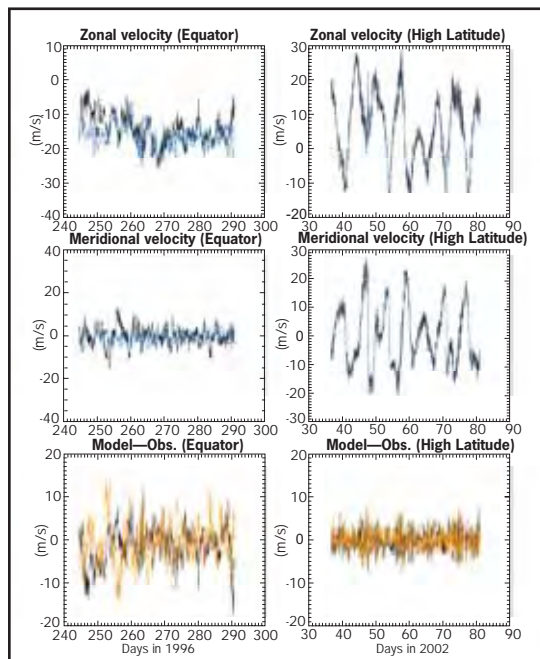 Zonal velocity (Equator)
10
0
-10
-20
-30
-40
240 250 260 270 280 290 300
(m/s)
Zonal velocity (High Latitude)
30
20
10
0
-10
-20
30 40 50 60 70 80 90
(m/s)
Meridional velocity (Equator)
40
20
0
-20
-40
240 250 260 270 280 290 300
(m/s)
Meridional velocity (High Latitude)
30
20
10
0
-10
-20
-30
30 40 50 60 70 80 90
(m/s)
Model—Obs. (Equator)
20
10
0
-10
-20
240 250 260 270 280 290 300
(m/s)
Days in 1996
Model—Obs. (High Latitude)
20
10
0
-10
-20
30 40 50 60 70 80 90
(m/s)
Days in 2002